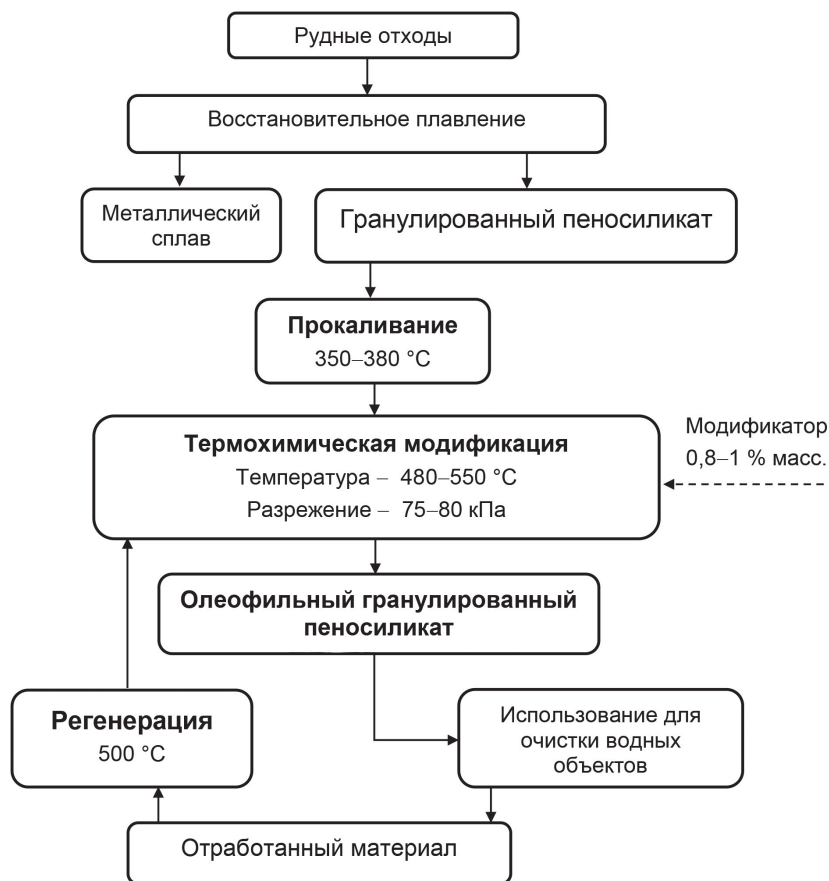 Рудные отходы
Восстановительное плавление
Металлический
сплав
Гранулированный пеносиликат
Прокаливание
350–380 °C
Термохимическая модификация
Температура – 480–550 °C
Разрежение – 75–80 кПа
Модификатор
0,8–1 % масс.
Олеофильный гранулированный
пеносиликат
Регенерация
500 °C
Использование для
очистки водных
объектов
Отработанный материал